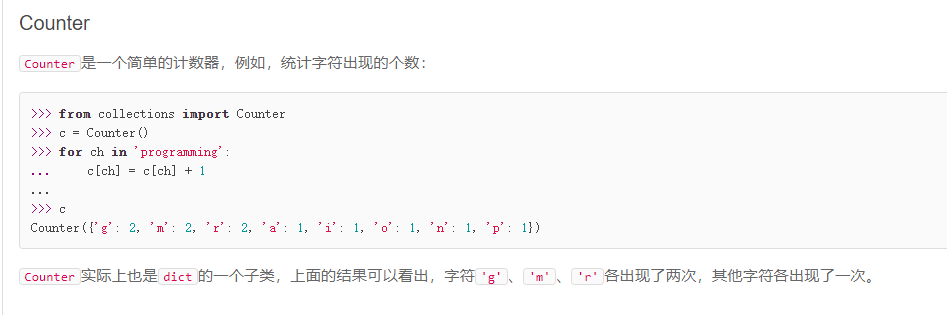 Counter
Counter是一个简单的计数器，例如，统计字符出现的个数：
>>> from collections import Counter
>>> c = Counter()
>>> for ch in 'programming':
...     c[ch] = c[ch] + 1
...
>>> c
Counter({'g': 2, 'm': 2, 'r': 2, 'a': 1, 'i': 1, 'o': 1, 'n': 1, 'p': 1})
Counter实际上也是dict的一个子类，上面的结果可以看出，字符'g'、'm'、'r'各出现了两次，其他字符各出现了一次。